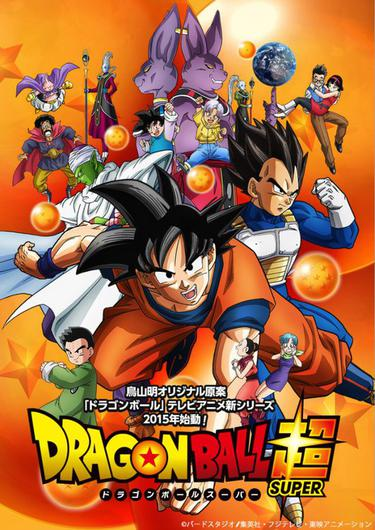 鳥山明オリジナル原案
「ドラゴンボール」テレビアニメ新シリーズ
2015年始動！
DRAGON BALL 超
SUPER
ドラゴンボールスーパー
©バードスタジオ/集英社・フジテレビ・東映アニメーション